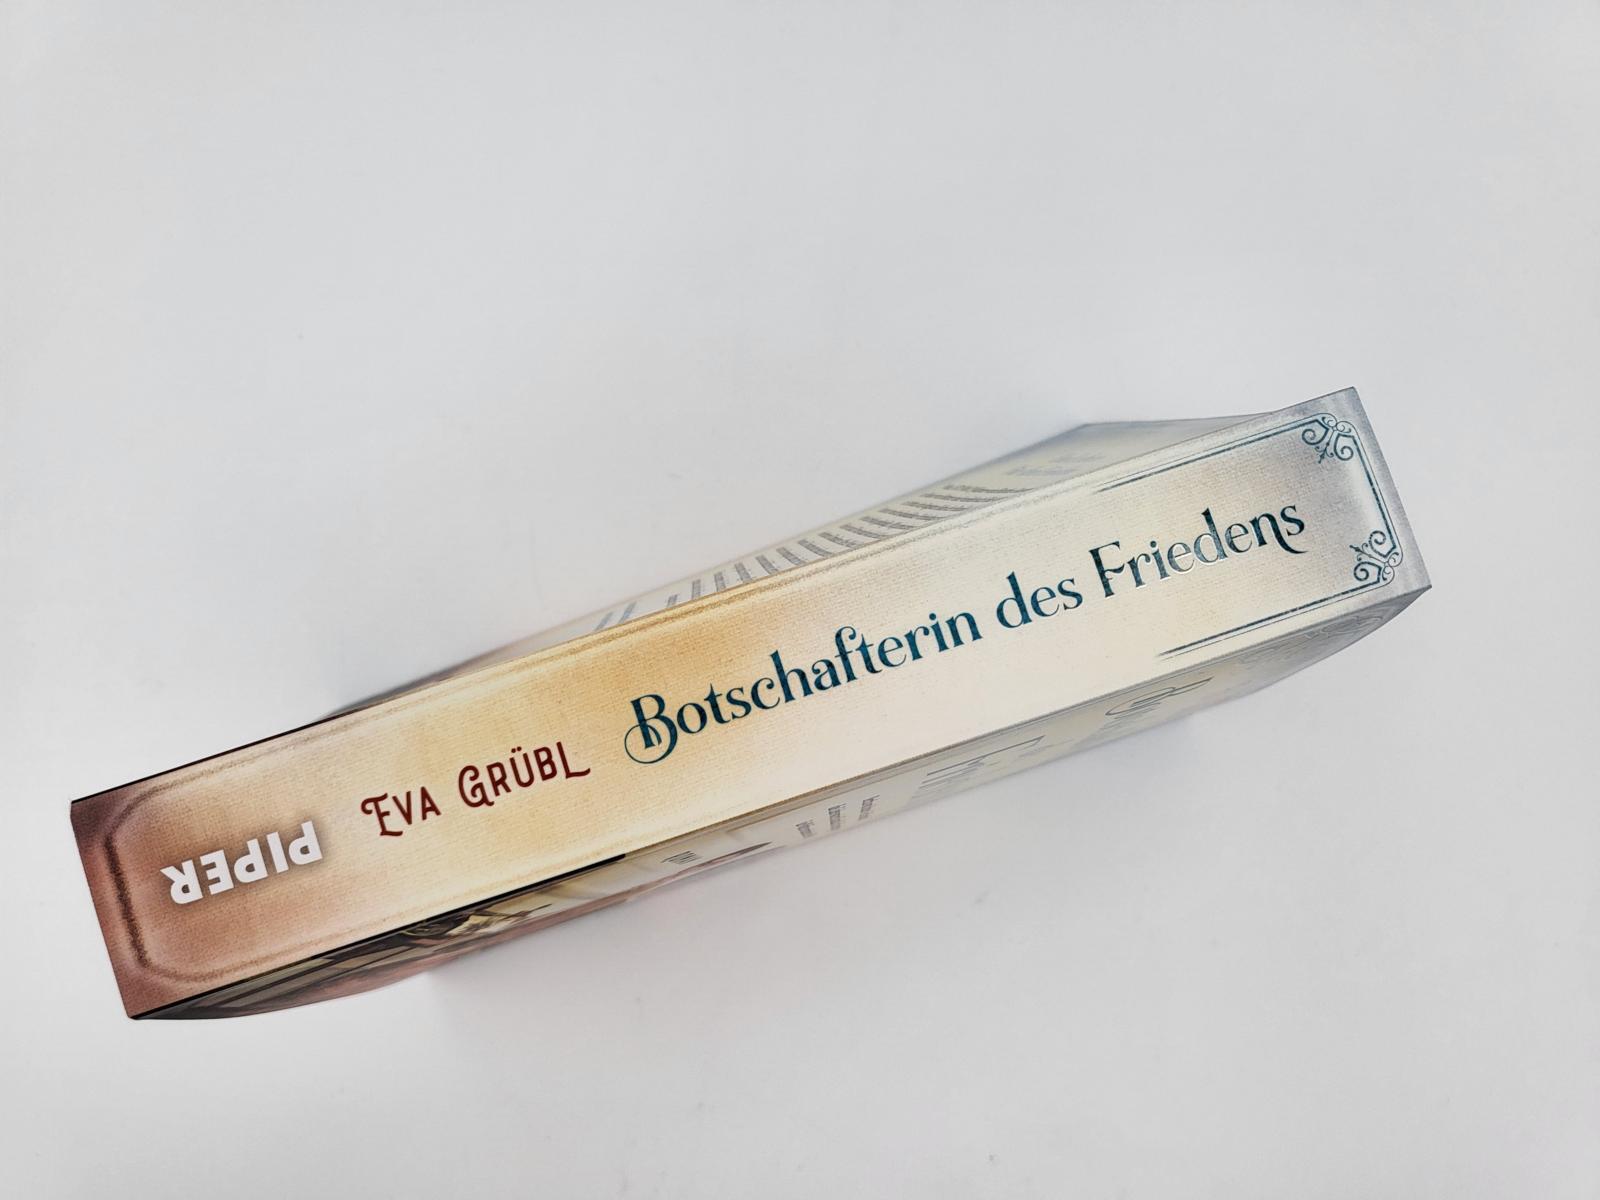 PIPER
EVA GRÜBL
Botschafterin des Friedens